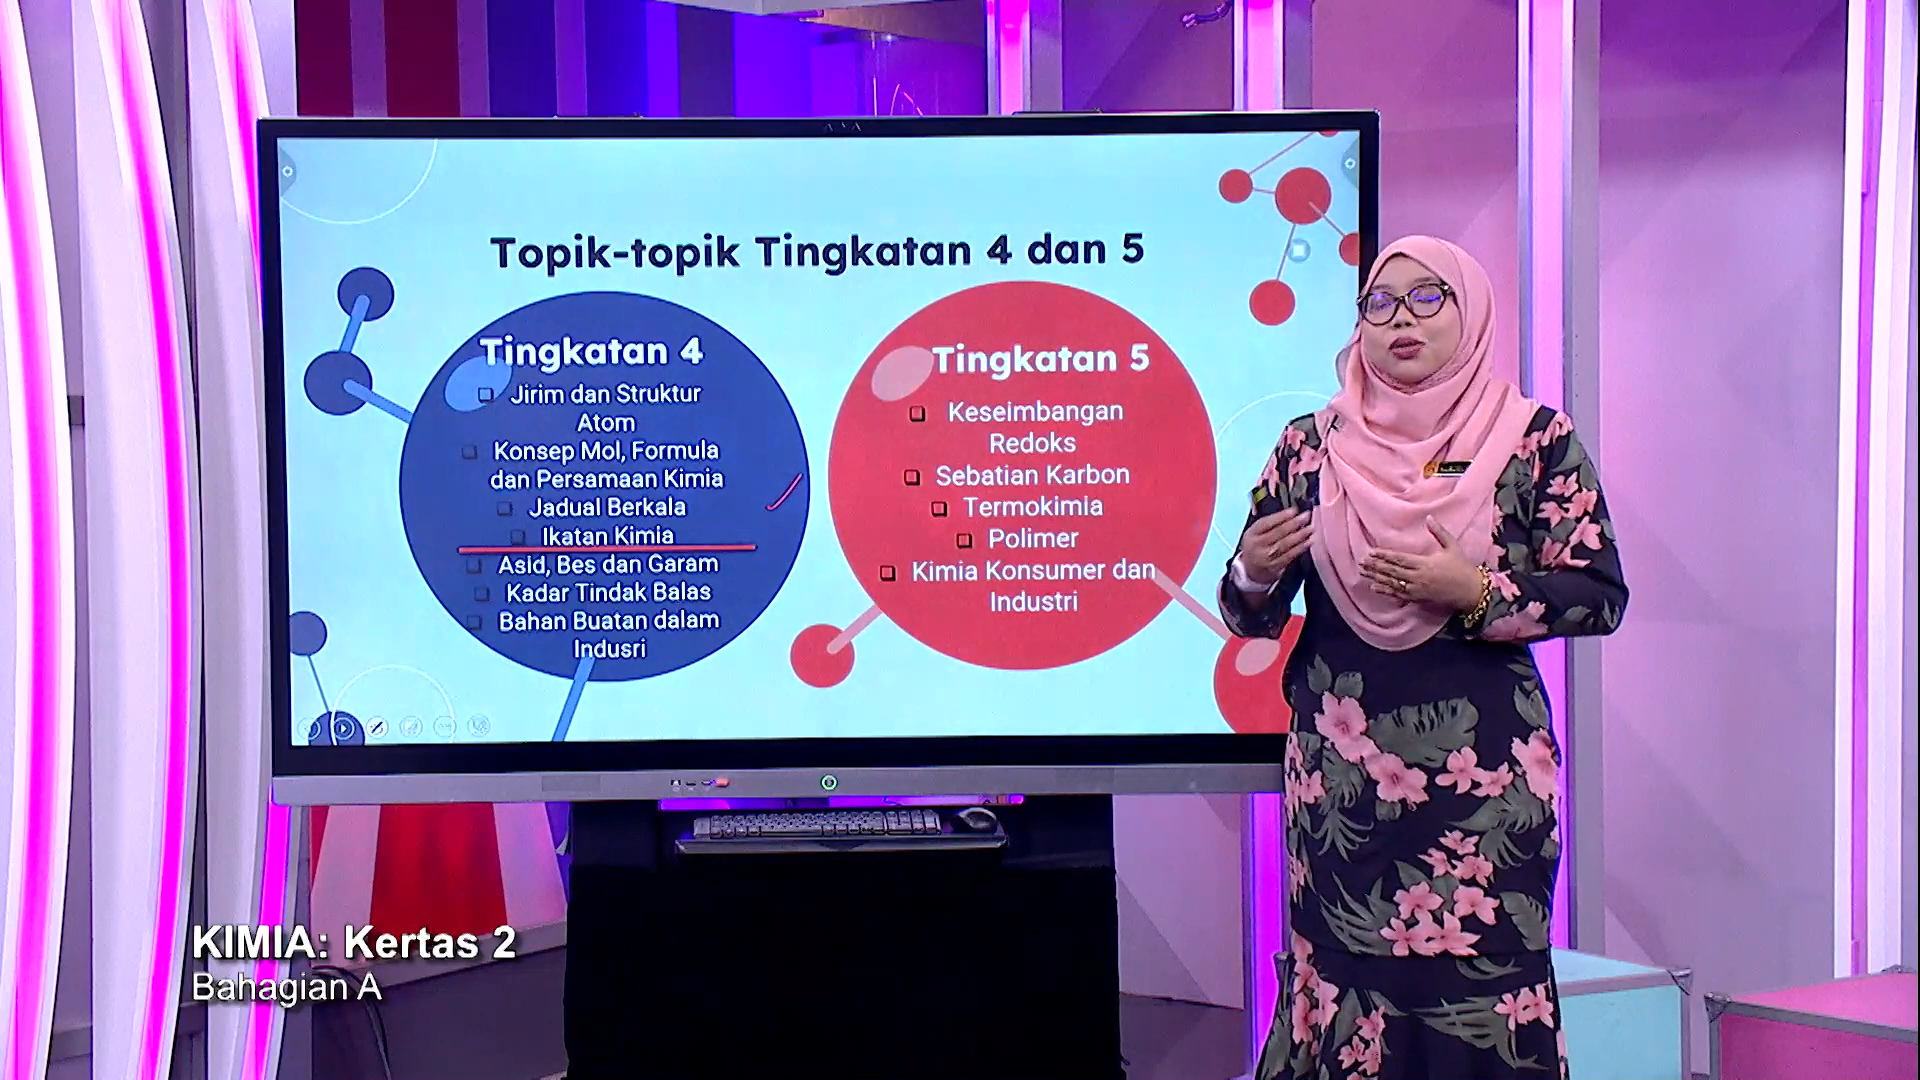 Topik-topik Tingkatan 4 dan 5
Tingkatan 4
Jirim dan Struktur
Atom
Konsep Mol, Formula
dan Persamaan Kimia
Jadual Berkala
Ikatan Kimia
Asid, Bes dan Garam
Kadar Tindak Balas
Bahan Buatan dalam
Indusri
Tingkatan 5
Keseimbangan
Redoks
Sebatian Karbon
Termokimia
Polimer
Kimia Konsumer dan
Industri
KIMIA: Kertas 2
Bahagian A